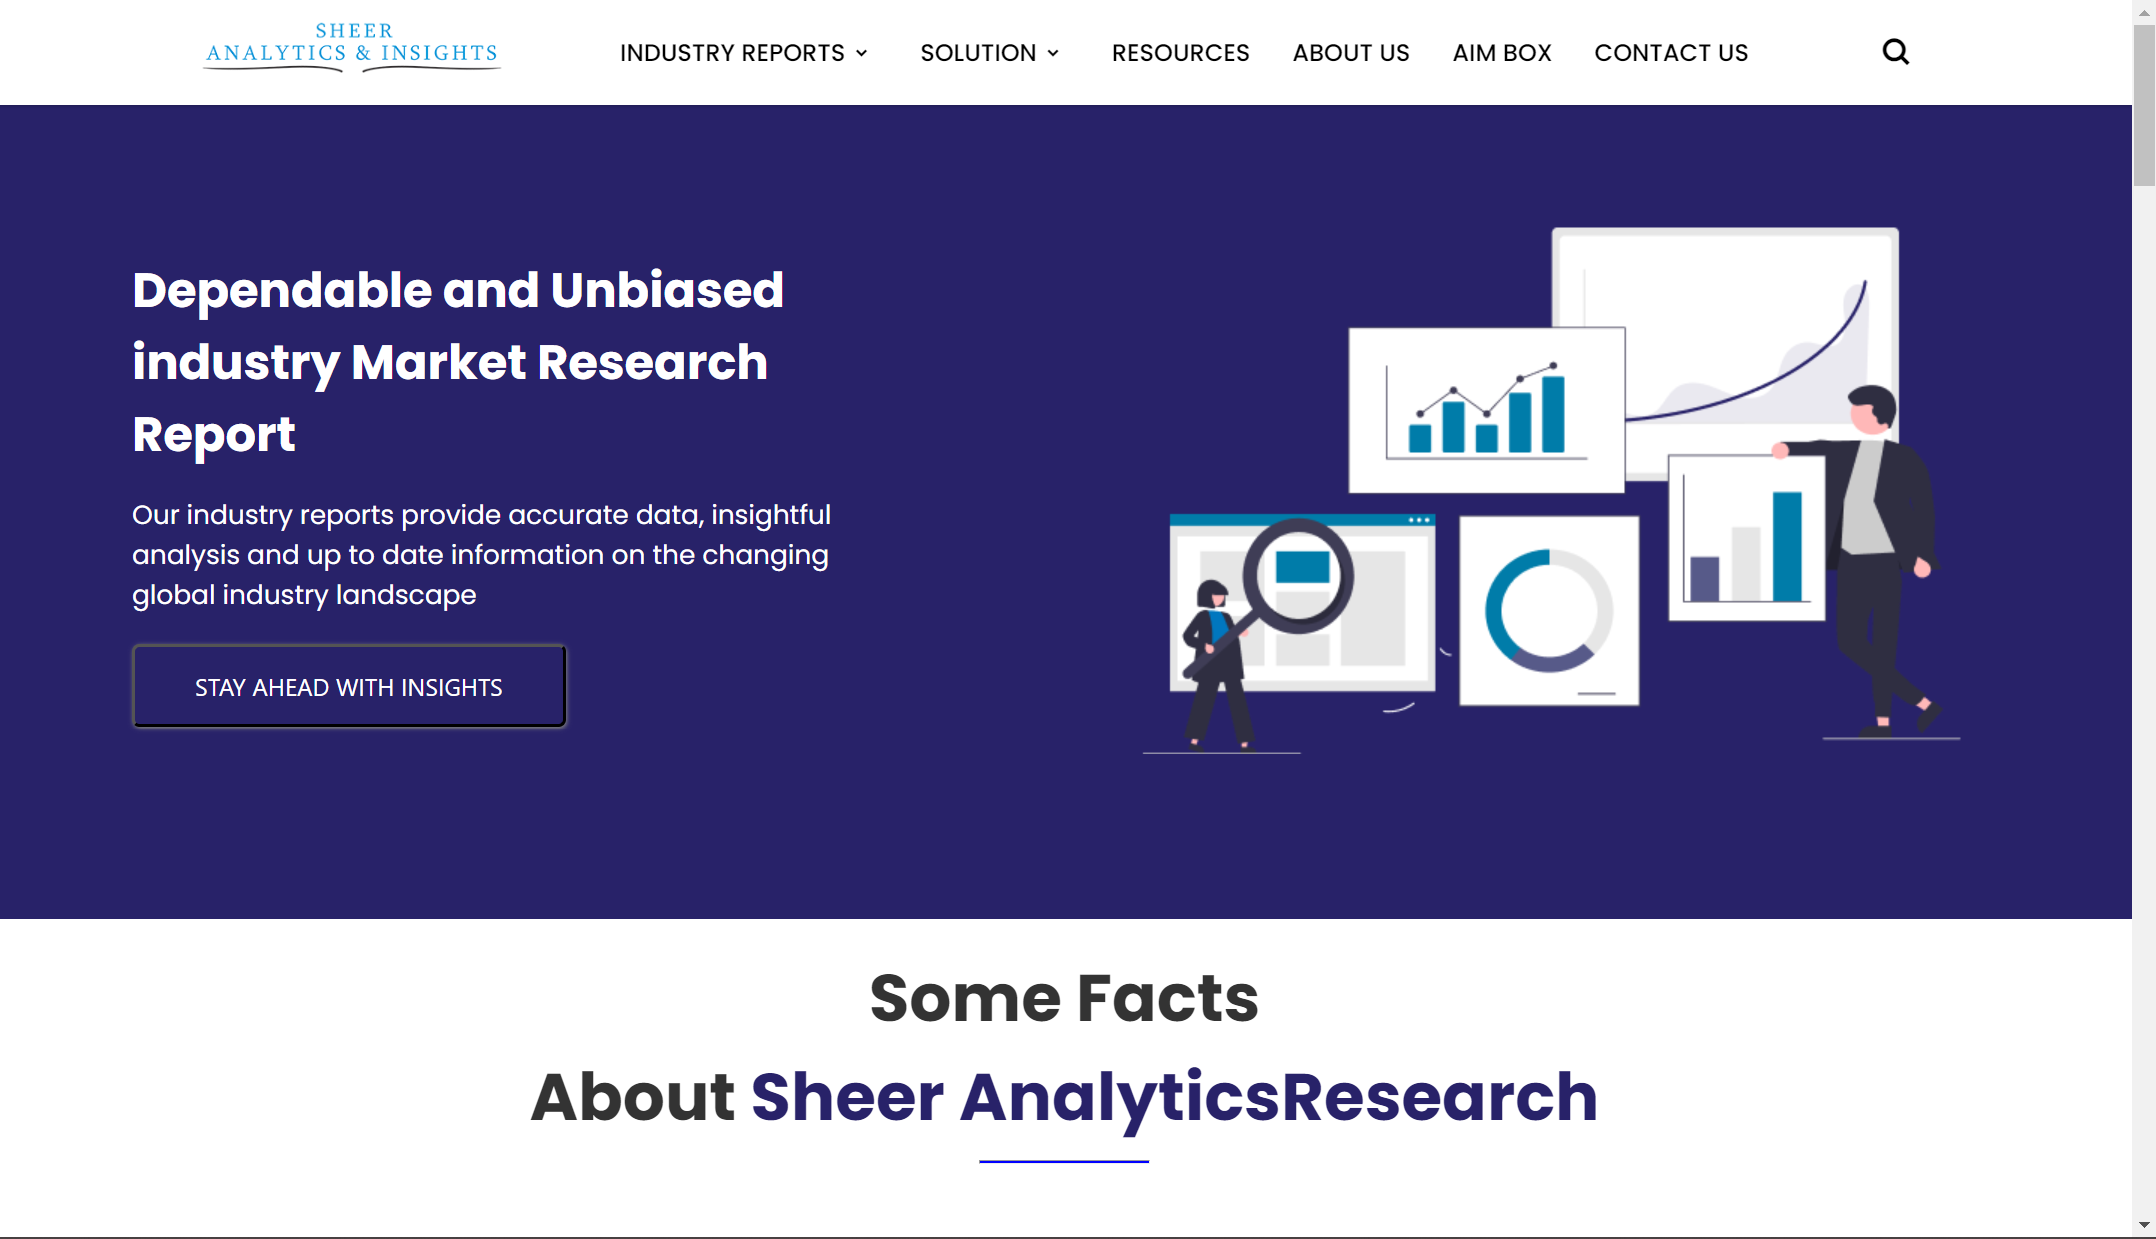 SHEER
ANALYTICS & INSIGHTS
INDUSTRY REPORTS
SOLUTION
RESOURCES
ABOUT US
AIM BOX
CONTACT US
Dependable and Unbiased
industry Market Research
Report
Our industry reports provide accurate data, insightful
analysis and up to date information on the changing
global industry landscape
STAY AHEAD WITH INSIGHTS
Some Facts
About Sheer AnalyticsResearch